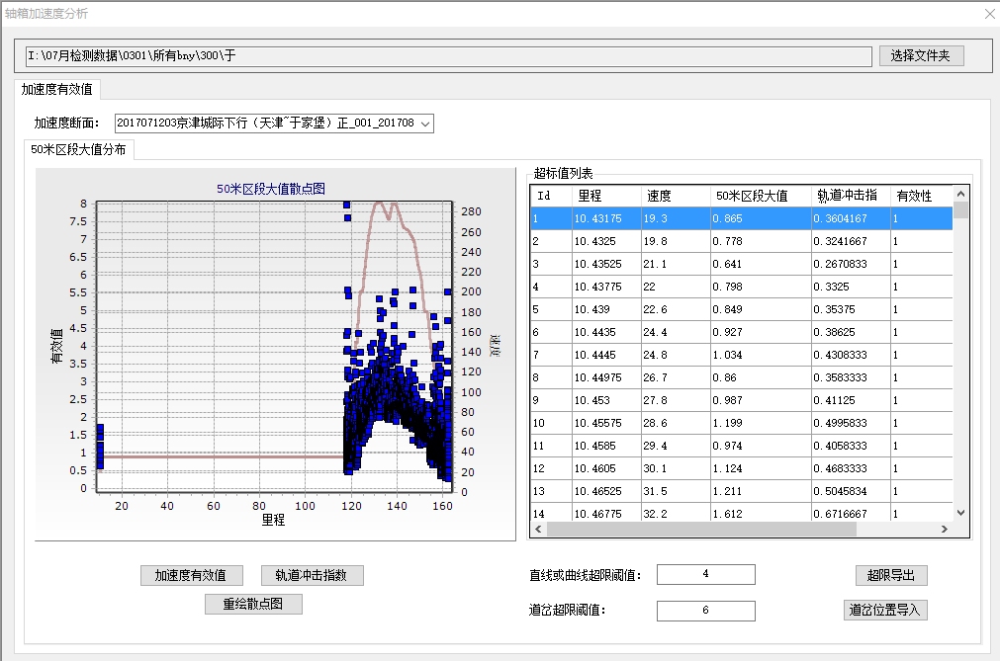 轴箱加速度分析
I:\07月检测数据\0301\所有bny\300\于
选择文件夹
加速度有效值
加速度断面：
2017071203京津城际下行（天津~于家堡）正_001_201708
50米区段大值分布
50米区段大值散点图
8
7.5
7
6.5
6
5.5
5
4.5
4
3.5
3
2.5
2
1.5
1
0.5
0
有效值
280
260
240
220
200
180
160
140
120
100
80
60
40
20
0
速度
20 40 60 80 100 120 140 160
里程
超标值列表
Id 里程 速度 50米区段大值 轨道冲击指 有效性
1 10.43175 19.3 0.865 0.3604167 1
2 10.4325 19.8 0.778 0.3241667 1
3 10.43525 21.1 0.641 0.2670833 1
4 10.43775 22 0.798 0.3325 1
5 10.439 22.6 0.849 0.35375 1
6 10.4435 24.4 0.927 0.38625 1
7 10.4445 24.8 1.034 0.4308333 1
8 10.44975 26.7 0.86 0.3583333 1
9 10.453 27.8 0.987 0.41125 1
10 10.45575 28.6 1.199 0.4995833 1
11 10.4585 29.4 0.974 0.4058333 1
12 10.4605 30.1 1.124 0.4683333 1
13 10.46525 31.5 1.211 0.5045834 1
14 10.46775 32.2 1.612 0.6716667 1
加速度有效值
轨道冲击指数
重绘散点图
直线或曲线超限阈值：
4
超限导出
道岔超限阈值：
6
道岔位置导入